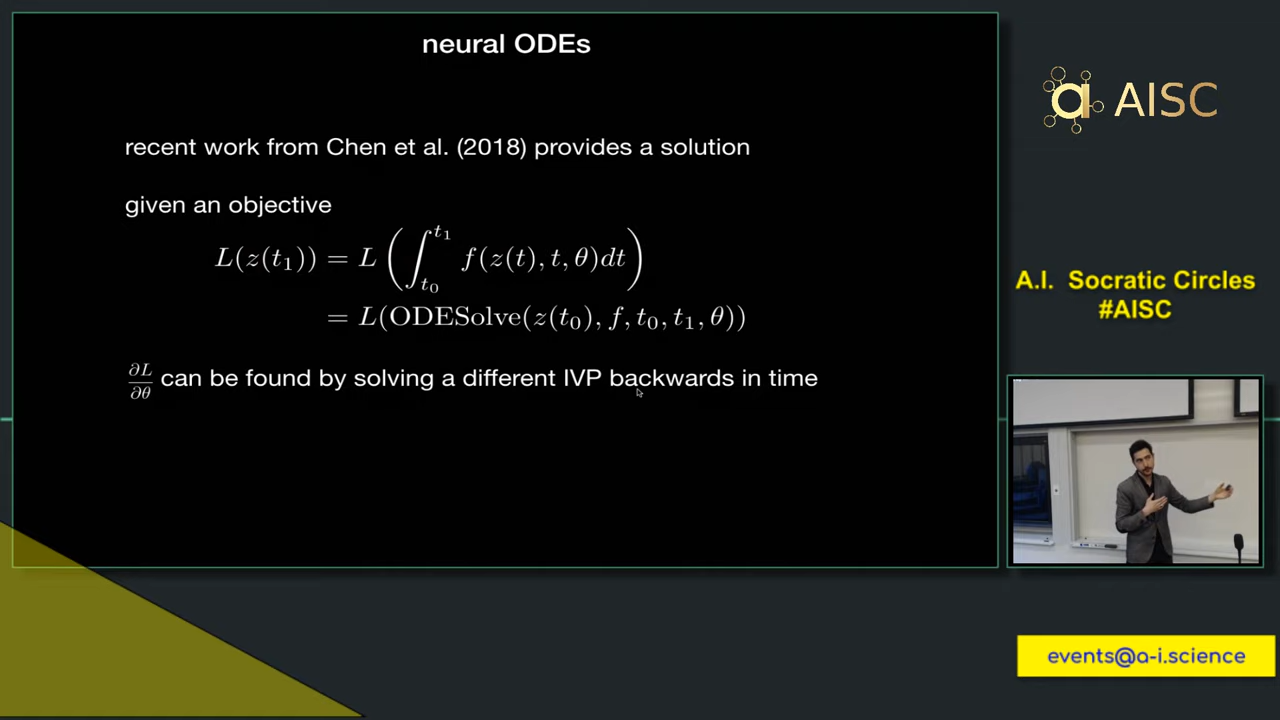 neural ODEs
recent work from Chen et al. (2018) provides a solution
given an objective
L(z(t₁)) = L(∫_{t₀}^{t₁} f(z(t), t, θ)dt)
= L(ODESolve(z(t₀), f, t₀, t₁, θ))
∂L/∂θ can be found by solving a different IVP backwards in time
a AISC
A.I. Socratic Circles
#AISC
events@a-i.science